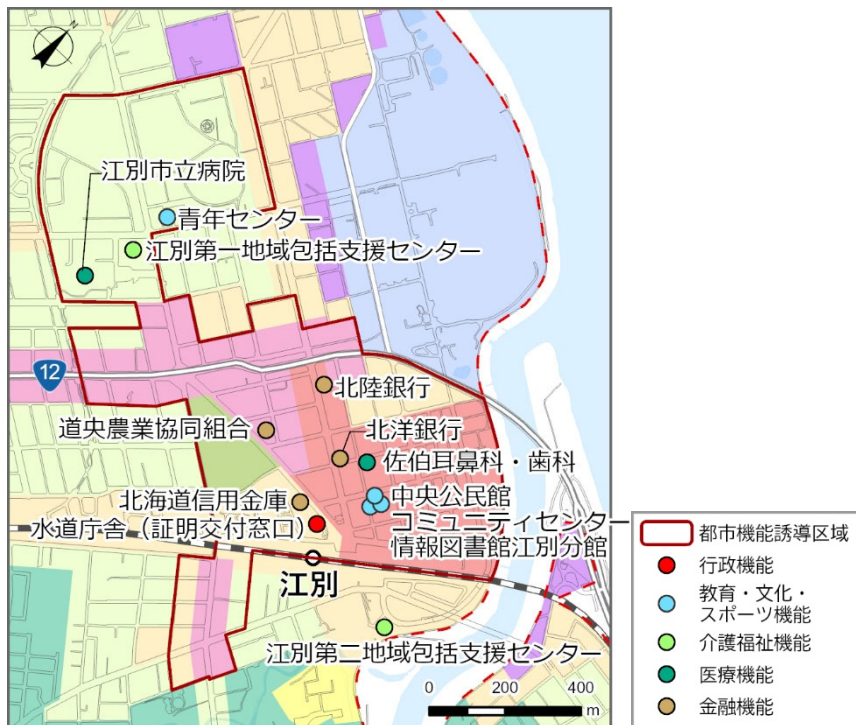 N
江別市立病院
青年センター
江別第一地域包括支援センター
12
北陸銀行
道央農業協同組合
北洋銀行
佐伯耳鼻科・歯科
北海道信用金庫
中央公民館
水道庁舎（証明交付窓口）
コミュニティセンター
情報図書館江別分館
江別
江別第二地域包括支援センター
0 200 400
m
都市機能誘導区域
行政機能
教育・文化・
スポーツ機能
介護福祉機能
医療機能
金融機能